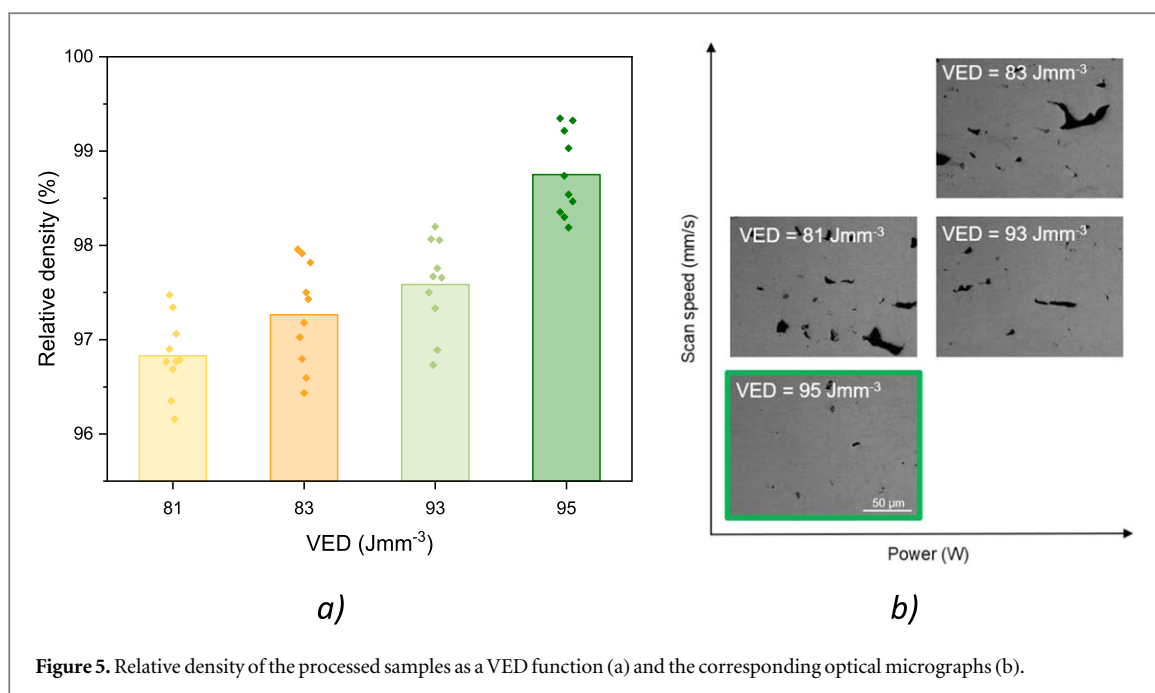 100
99
98
97
96
Relative density (%)
81
83
93
95
VED (Jmm-3)
a)
VED = 83 Jmm-3
VED = 81 Jmm-3
VED = 93 Jmm-3
VED = 95 Jmm-3
50 µm
Scan speed (mm/s)
Power (W)
b)
Figure 5. Relative density of the processed samples as a VED function (a) and the corresponding optical micrographs (b).